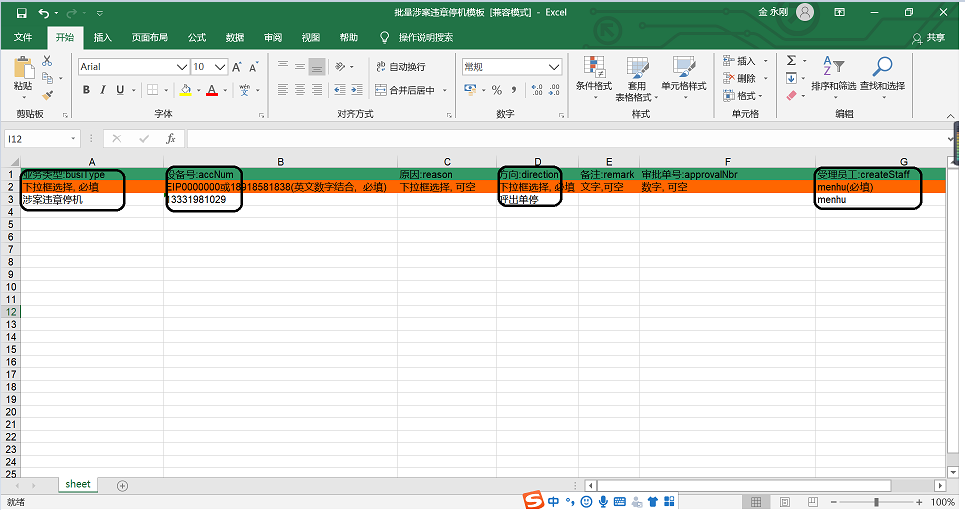 批量涉案违章停机模板 [兼容模式] - Excel
金 永刚
文件 开始 插入 页面布局 公式 数据 审阅 视图 帮助 操作说明搜索 共享
粘贴
Arial 10 A A
B I U A wén 文
自动换行
合并后居中
常规
% , .0 .00 .00 .0
条件格式 套用 表格格式 单元格样式
插入
删除
格式
Σ A Z
排序和筛选 查找和选择
剪贴板 字体 对齐方式 数字 样式 单元格 编辑
I12 fx
A B C D E F G
1 业务类型:busiType 设备号:accNum 原因:reason 方向:direction 备注:remark 审批单号:approvalNbr 受理员工:createStaff
2 下拉框选择, 必填 EIP0000000或18918581838(英文数字结合, 必填) 下拉框选择, 可空 下拉框选择, 必填 文字,可空 数字, 可空 menhu(必填)
3 涉案违章停机 13331981029 呼出单停 menhu
4
5
6
7
8
9
10
11
12
13
14
15
16
17
18
19
20
21
22
23
24
25
sheet
就绪
S 中
100%